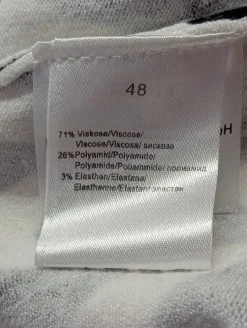 48
71% Viskose/Viscose/
Viscosa/Viscose/ вискоза
26% Polyamid/Polyamide/
Polyamide/Poliammide/ полиамид
3% Elasthan/Elastane/
Elasthanne/Elastan/ эластан